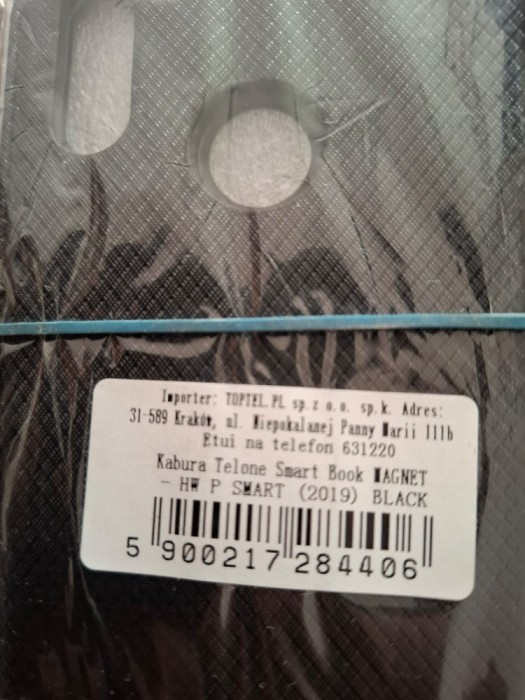 Importer: TOPTEL.PL sp.z o.o. sp.k. Adres:
31-589 Kraków, ul. Niepokalanej Panny Marii 111b
Etui na telefon 631220
Kabura Telone Smart Book MAGNET
- HW P SMART (2019) BLACK
5 900217 284406